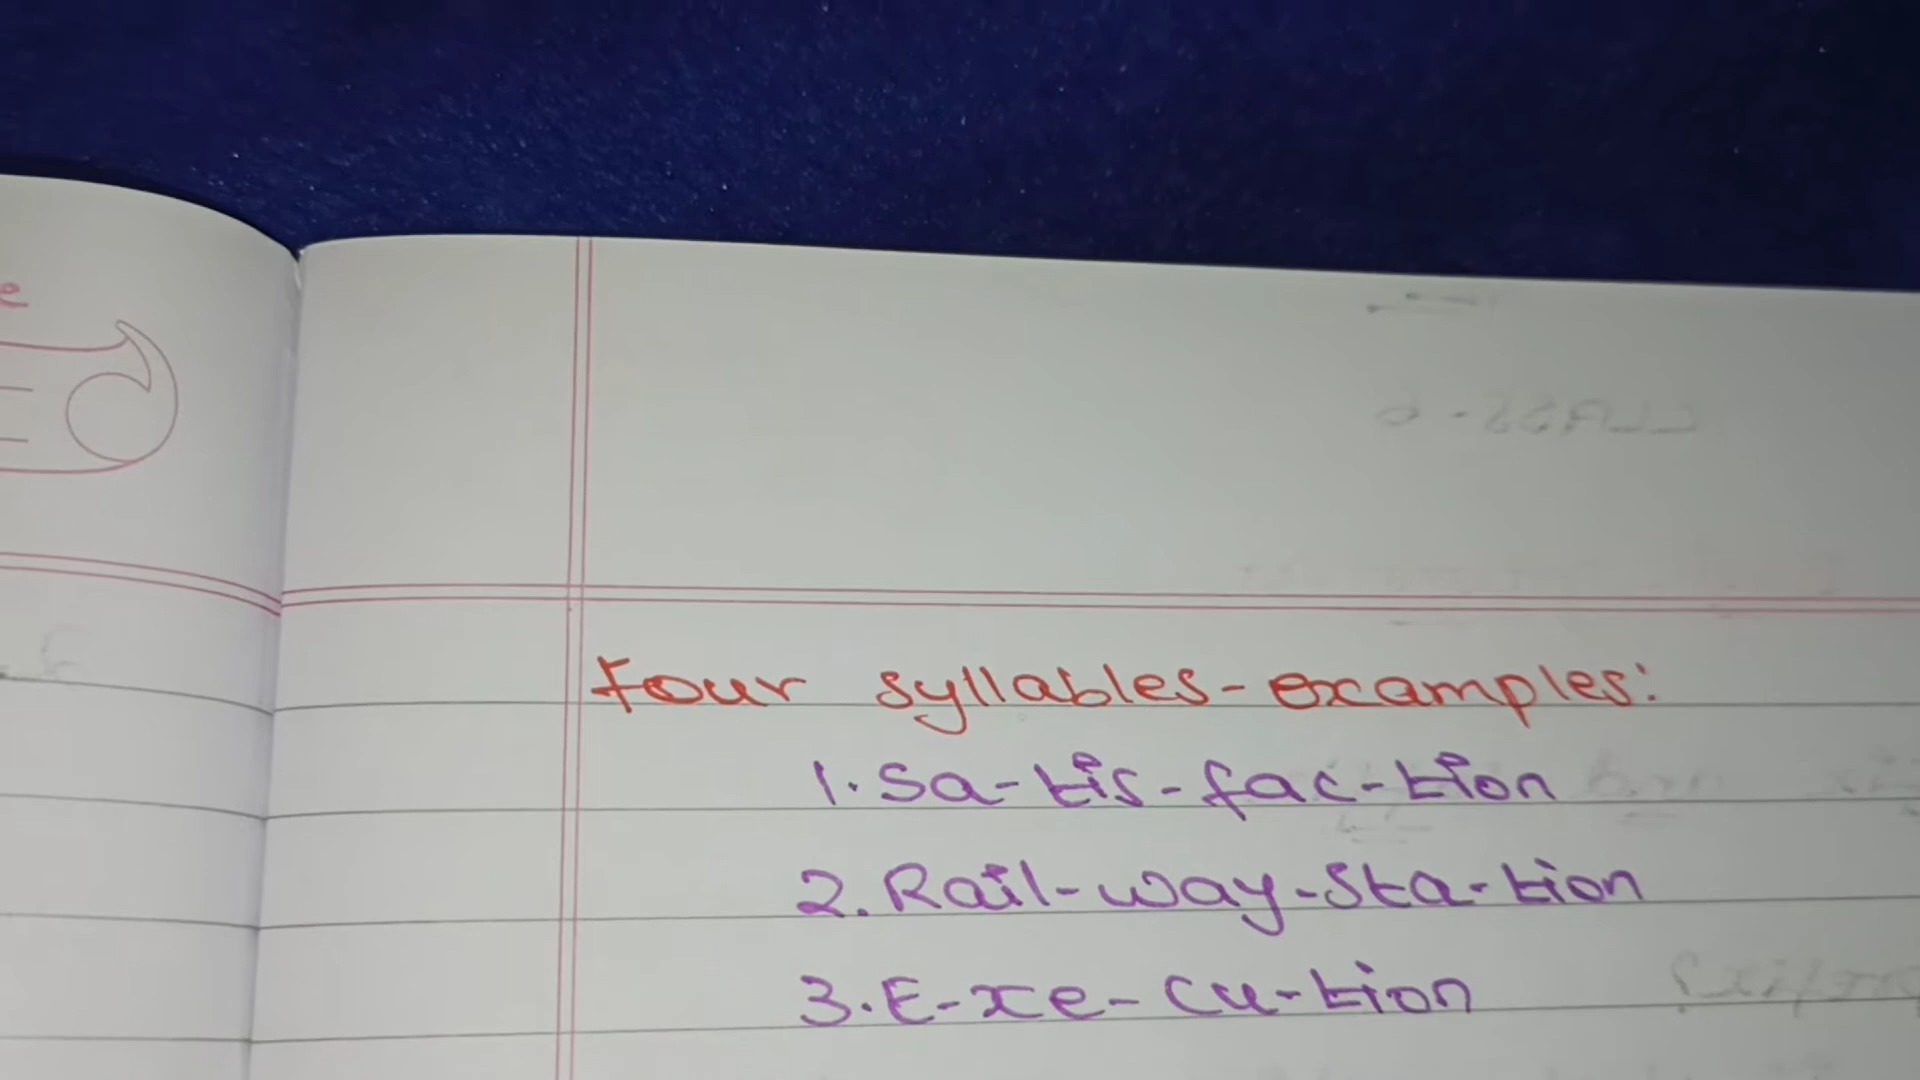 e
Four syllables-examples:
1. Sa-tis-fac-tion
2. Rail-way-sta-tion
3. E-xe-cu-tion